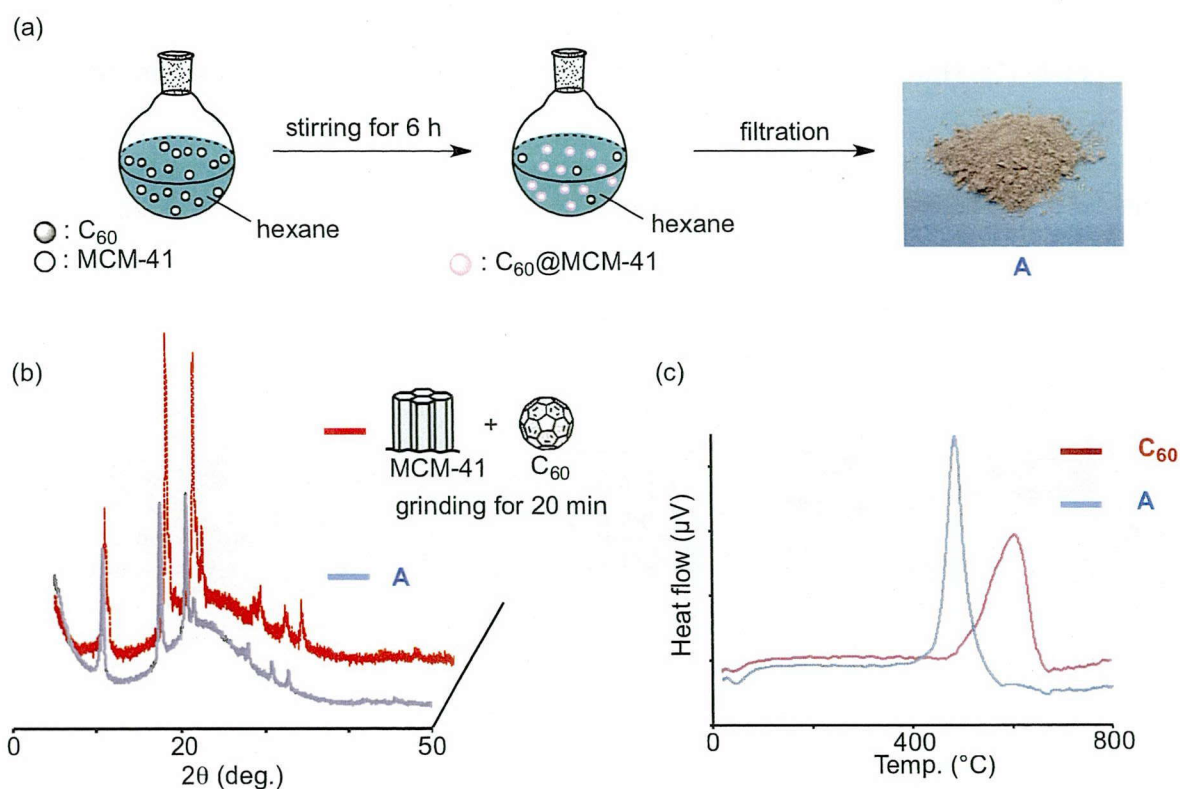 (a)
stirring for 6 h
filtration
hexane
hexane
: C₆₀
: MCM-41
: C₆₀@MCM-41
A
(b)
MCM-41 + C₆₀
grinding for 20 min
A
0 20 50
2θ (deg.)
(c)
C₆₀
A
Heat flow (μV)
0 400 800
Temp. (°C)